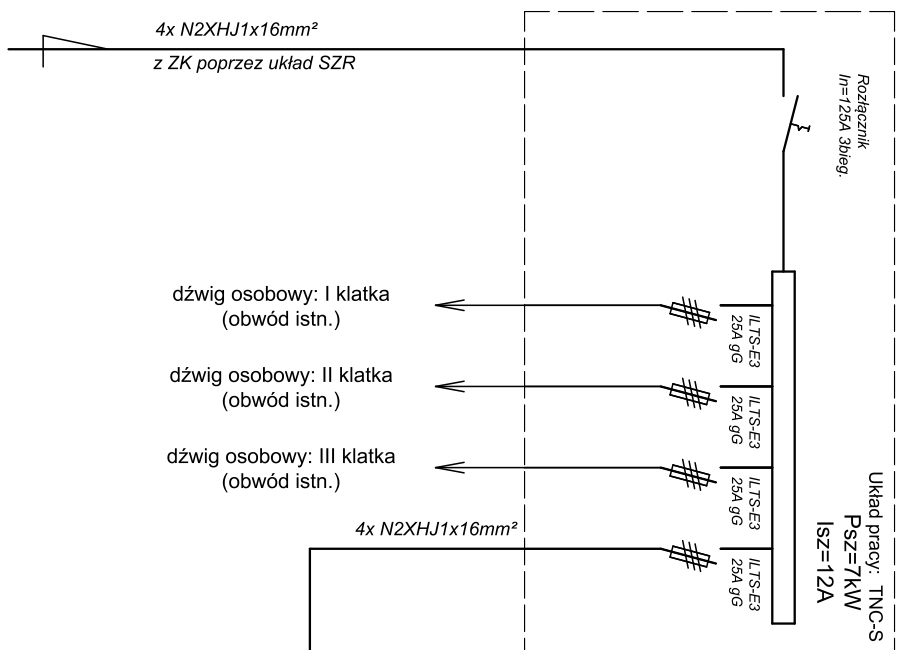 4x N2XHJ1x16mm²
z ZK poprzez układ SZR
Rozłącznik
In=125A 3bieg.
dźwig osobowy: I klatka
(obwód istn.)
ILTS-E3
25A gG
dźwig osobowy: II klatka
(obwód istn.)
ILTS-E3
25A gG
dźwig osobowy: III klatka
(obwód istn.)
ILTS-E3
25A gG
4x N2XHJ1x16mm²
ILTS-E3
25A gG
Układ pracy: TNC-S
Psz=7kW
Isz=12A